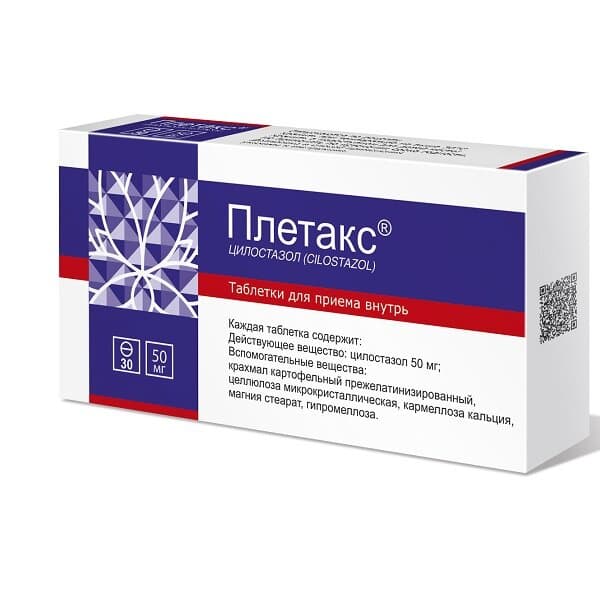 Плетакс®
Плетакс®
ЦИЛОСТАЗОЛ (CILOSTAZOL)
Таблетки для приема внутрь
Каждая таблетка содержит:
Действующее вещество: цилостазол 50 мг;
Вспомогательные вещества:
крахмал картофельный прежелатинизированный,
целлюлоза микрокристаллическая, кармеллоза кальция,
магния стеарат, гипромеллоза.
30
50
мг